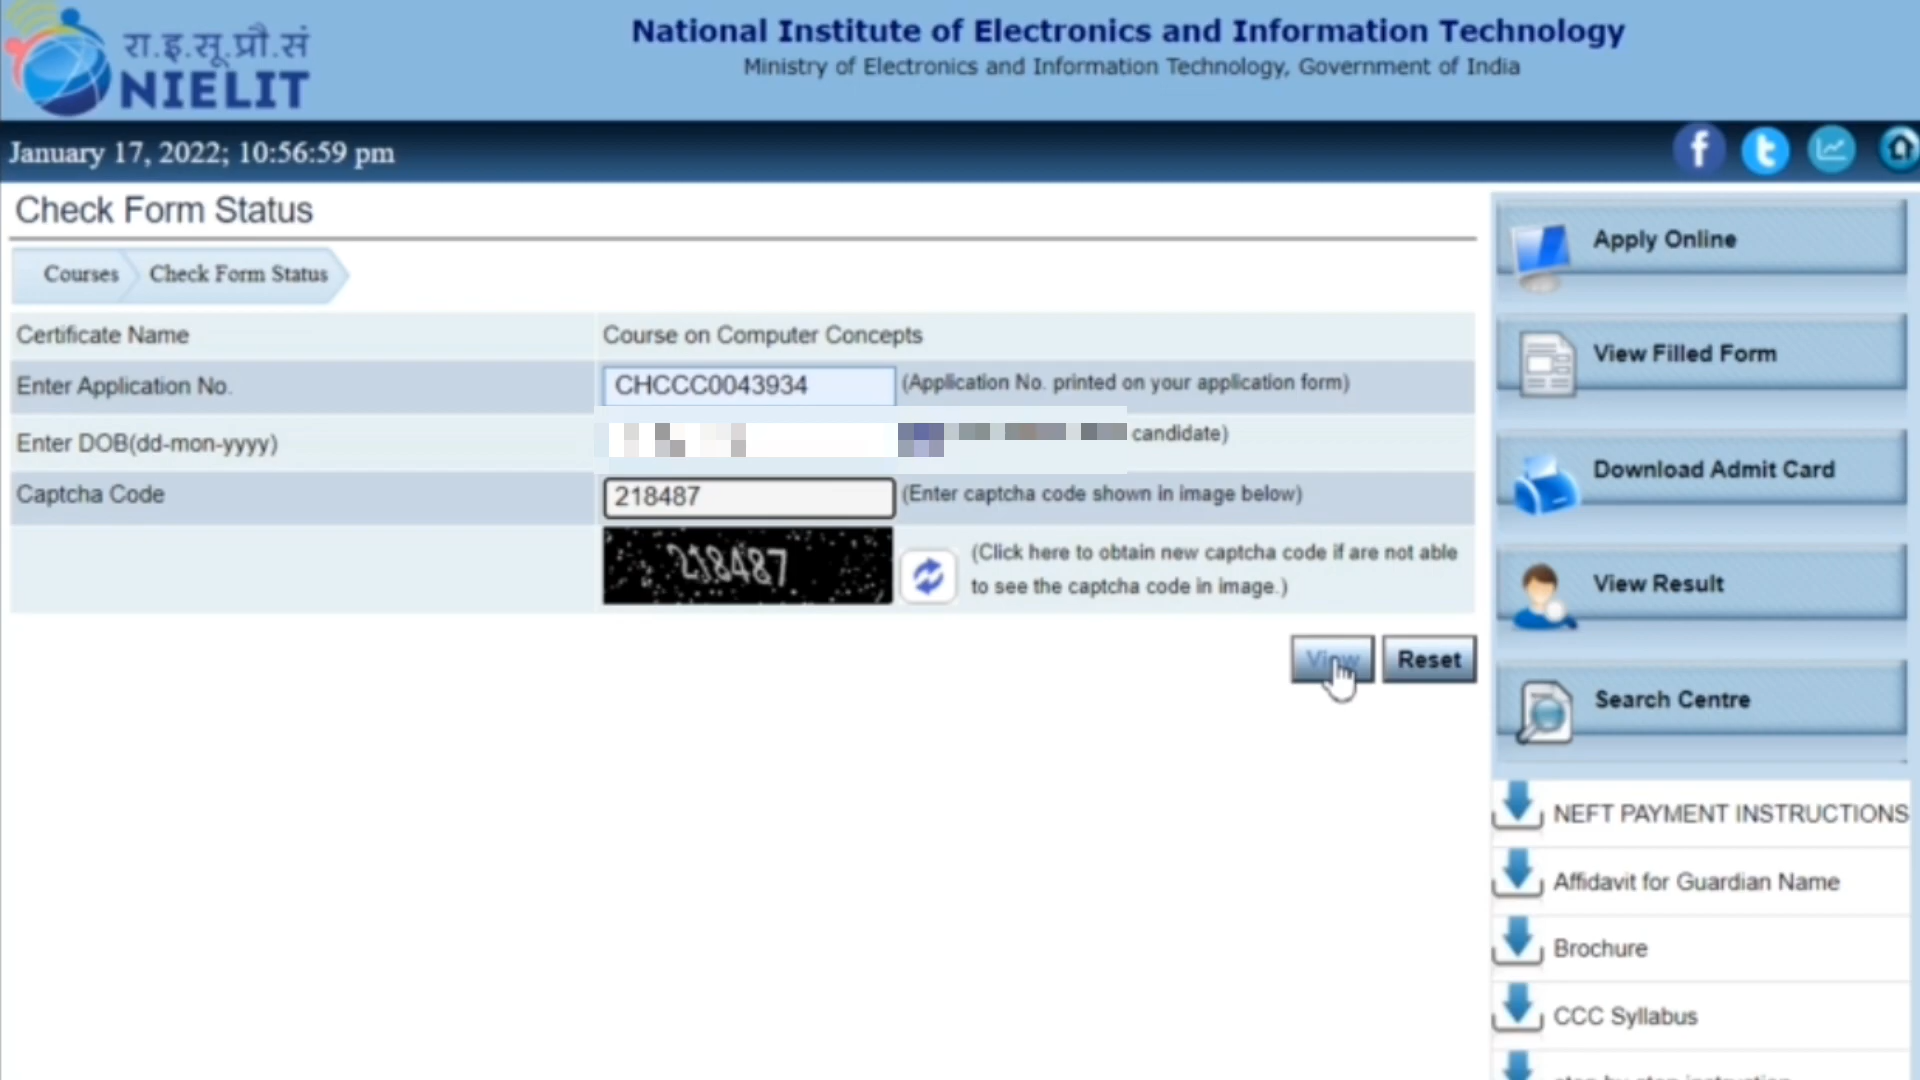 रा.इ.सू.प्रौ.सं
NIELIT
National Institute of Electronics and Information Technology
Ministry of Electronics and Information Technology, Government of India
January 17, 2022; 10:56:59 pm
Check Form Status
Courses
Check Form Status
Certificate Name
Course on Computer Concepts
Enter Application No.
CHCCC0043934
(Application No. printed on your application form)
Enter DOB(dd-mon-yyyy)
candidate)
Captcha Code
218487
(Enter captcha code shown in image below)
218487
(Click here to obtain new captcha code if are not able
to see the captcha code in image.)
View
Reset
Apply Online
View Filled Form
Download Admit Card
View Result
Search Centre
NEFT PAYMENT INSTRUCTIONS
Affidavit for Guardian Name
Brochure
CCC Syllabus